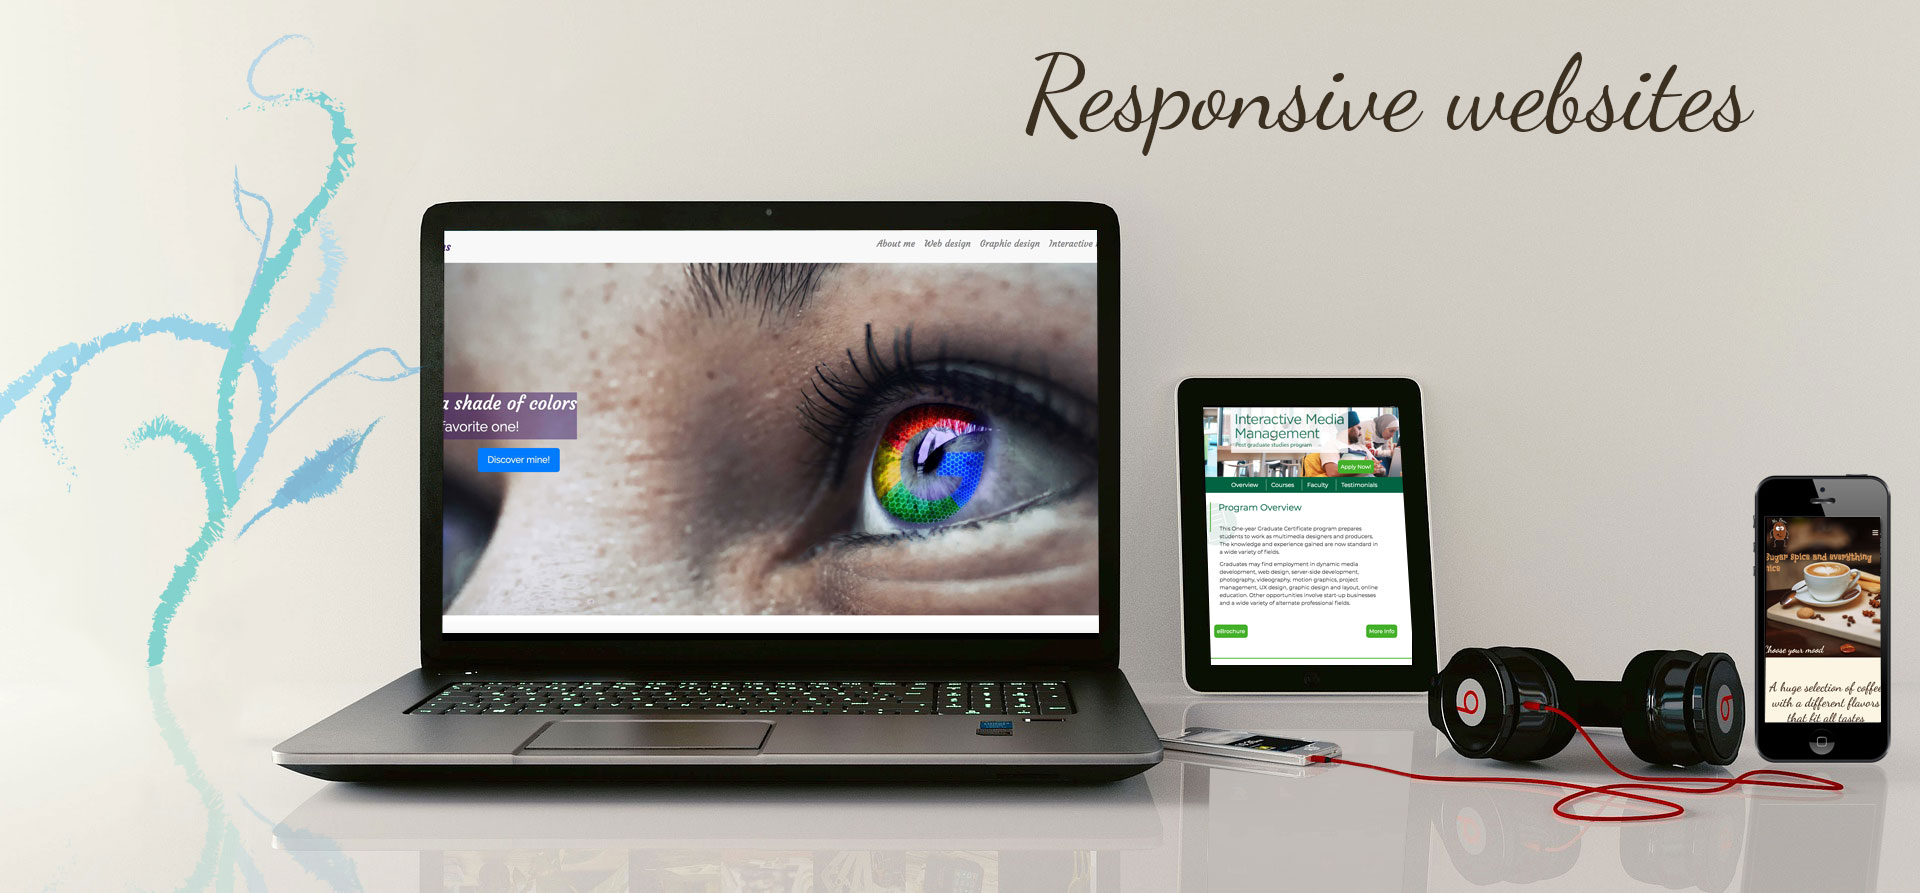 Responsive websites
About me Web design Graphic design Interactive
a shade of colors
favorite one!
Discover mine!
Interactive Media
Management
Post graduate studies program
Apply Now!
Overview Courses Faculty Testimonials
Program Overview
This One-year Graduate Certificate program prepares
students to work as multimedia designers and producers.
The knowledge and experience gained are now standard in
a wide variety of fields.
Graduates may find employment in dynamic media
development, web design, server-side development,
photography, videography, motion graphics, project
management, UX design, graphic design and layout, online
education. Other opportunities involve start-up businesses
and a wide variety of alternate professional fields.
eBrochure
More Info
Sugar spice and everything
nice
Choose your mood
A huge selection of coffee
with a different flavors
that fit all tastes